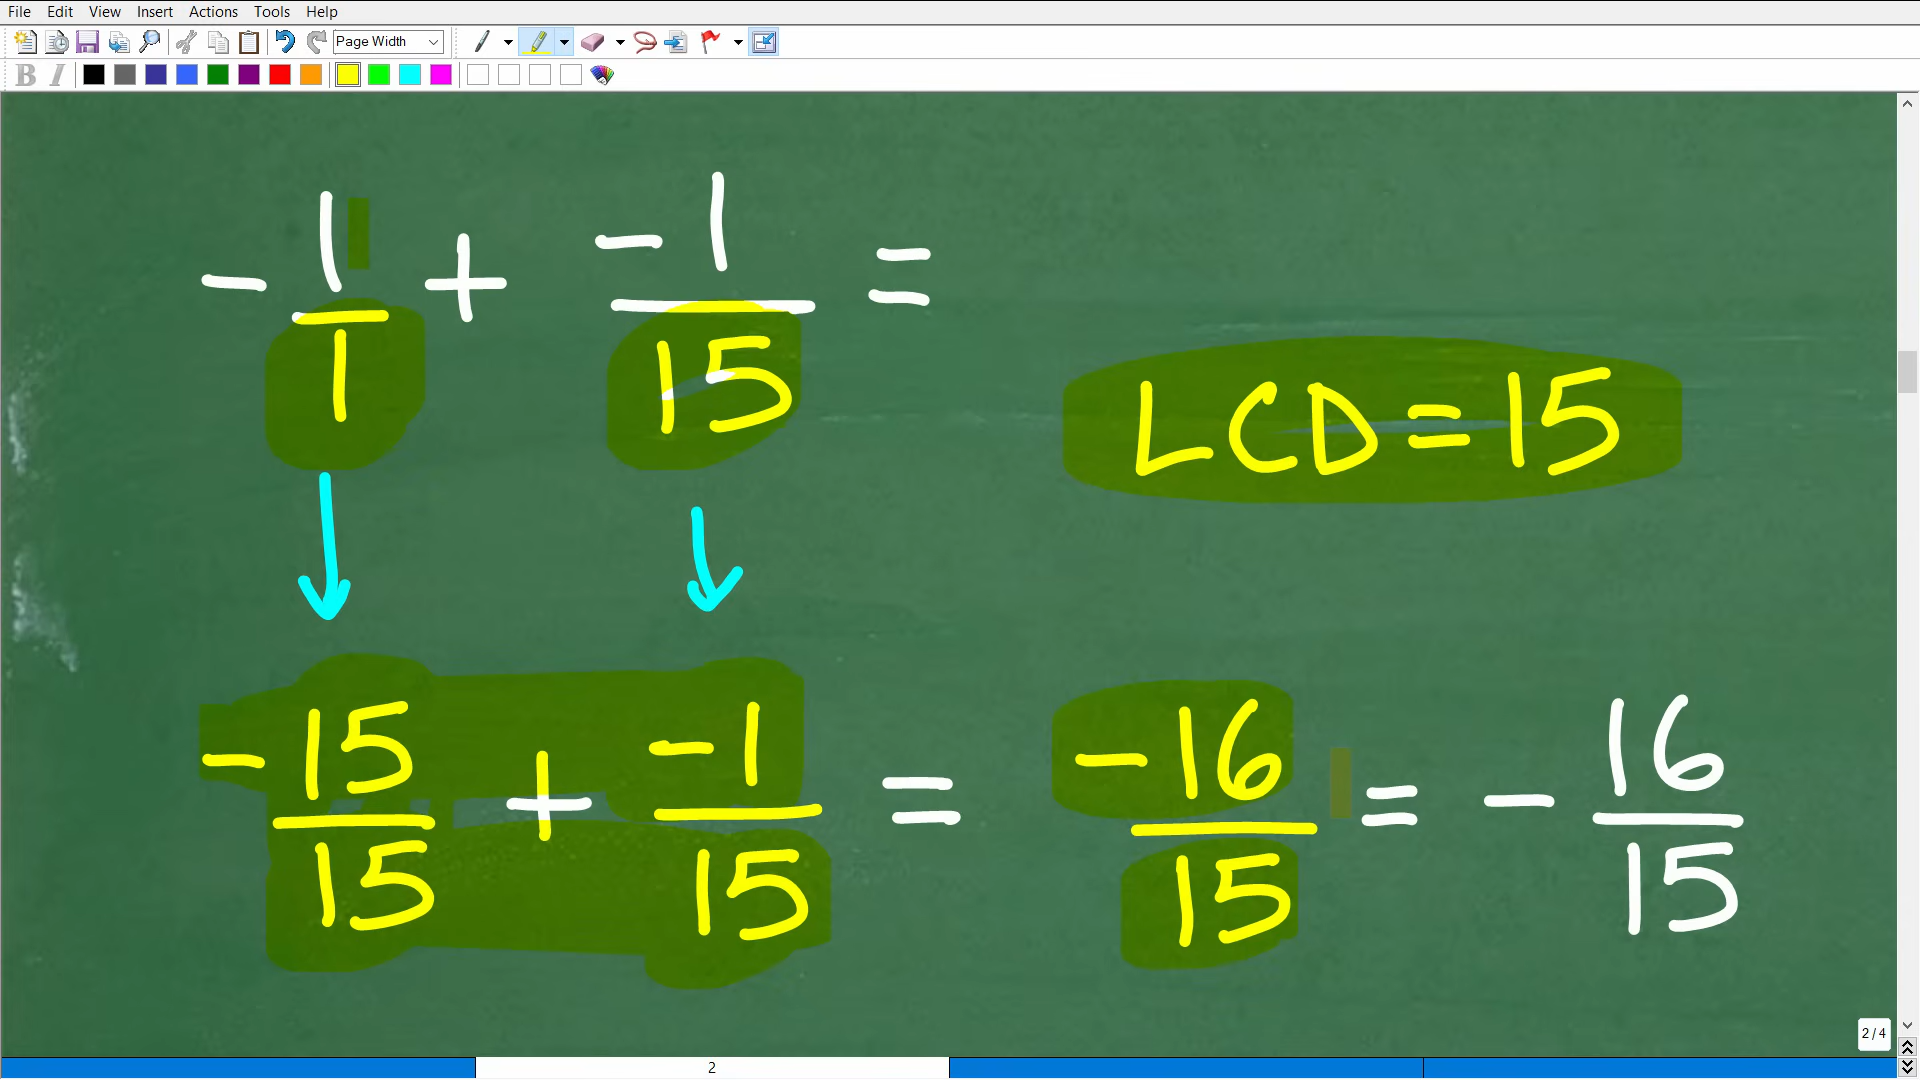 File Edit View Insert Actions Tools Help
Page Width
B I
-1/1 + -1/15 =
LCD = 15
-15/15 + -1/15 = -16/15 = -16/15
2 / 4
2